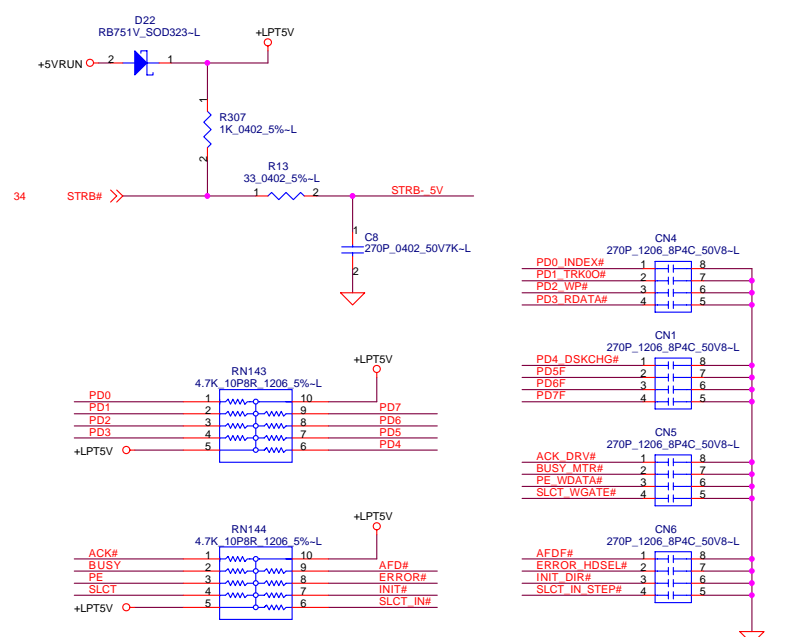 D22
RB751V_SOD323~L
+5VRUN 2 1 +LPT5V
1
R307
1K_0402_5%~L
2
R13
33_0402_5%~L
34 STRB# 1 2 STRB-_5V
1
C8
270P_0402_50V7K~L
2
CN4
270P_1206_8P4C_50V8~L
PD0_INDEX# 1 8
PD1_TRK0O# 2 7
PD2_WP# 3 6
PD3_RDATA# 4 5
CN1
270P_1206_8P4C_50V8~L
PD4_DSKCHG# 1 8
PD5F 2 7
PD6F 3 6
PD7F 4 5
RN143
4.7K_10P8R_1206_5%~L
+LPT5V
PD0 1 10
PD1 2 9 PD7
PD2 3 8 PD6
PD3 4 7 PD5
+LPT5V 5 6 PD4
CN5
270P_1206_8P4C_50V8~L
ACK_DRV# 1 8
BUSY_MTR# 2 7
PE_WDATA# 3 6
SLCT_WGATE# 4 5
RN144
4.7K_10P8R_1206_5%~L
+LPT5V
ACK# 1 10
BUSY 2 9 AFD#
PE 3 8 ERROR#
SLCT 4 7 INIT#
+LPT5V 5 6 SLCT_IN#
CN6
270P_1206_8P4C_50V8~L
AFDF# 1 8
ERROR_HDSEL# 2 7
INIT_DIR# 3 6
SLCT_IN_STEP# 4 5